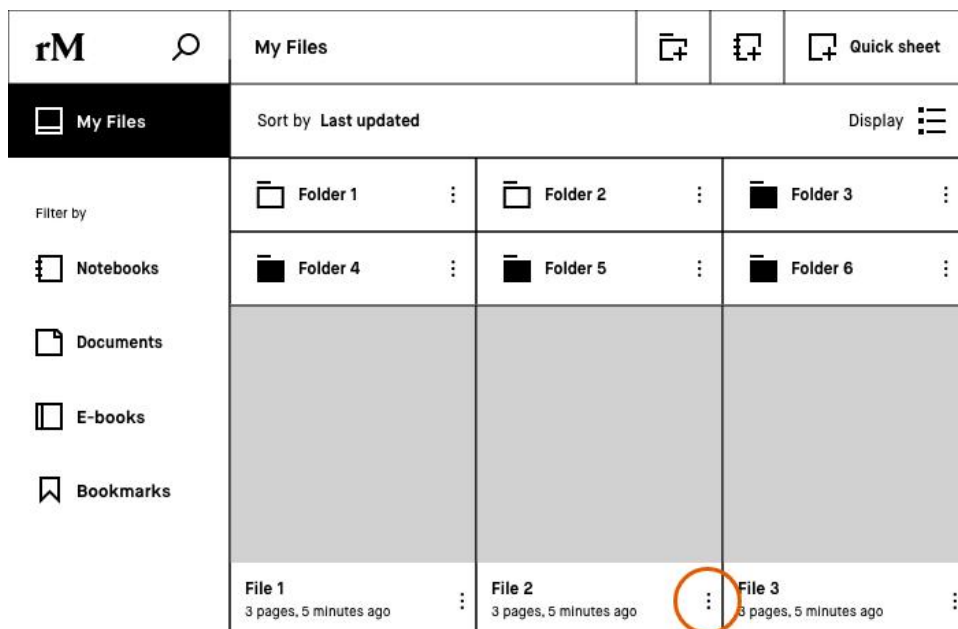 rM
My Files
Quick sheet
My Files
Sort by Last updated
Display
Filter by
Notebooks
Documents
E-books
Bookmarks
Folder 1
Folder 2
Folder 3
Folder 4
Folder 5
Folder 6
File 1
3 pages, 5 minutes ago
File 2
3 pages, 5 minutes ago
File 3
3 pages, 5 minutes ago